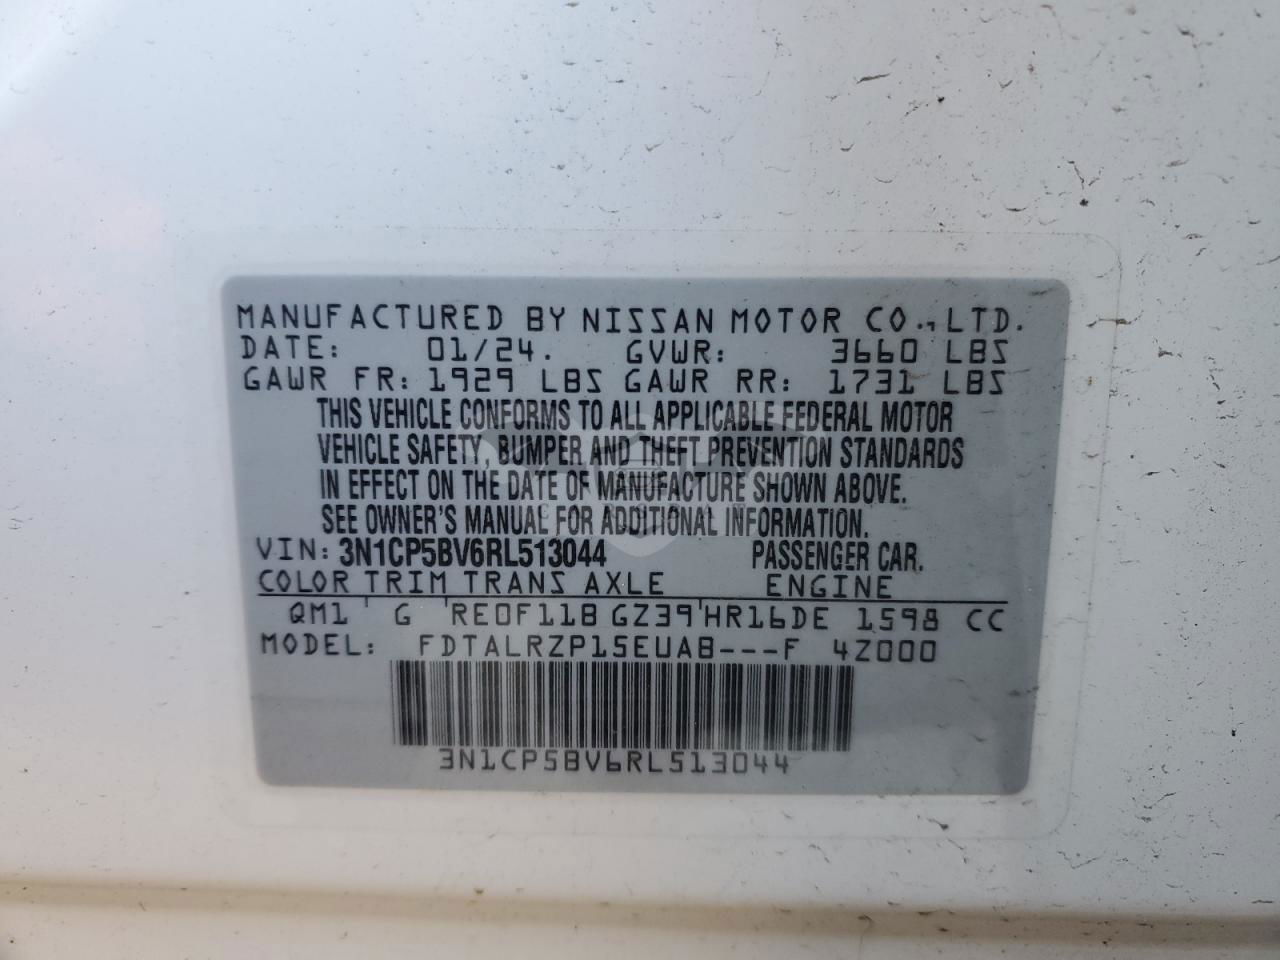 MANUFACTURED BY NISSAN MOTOR CO., LTD.
DATE: 01/24. GVWR: 3660 LBS
GAWR FR: 1929 LBS GAWR RR: 1731 LBS
THIS VEHICLE CONFORMS TO ALL APPLICABLE FEDERAL MOTOR
VEHICLE SAFETY, BUMPER AND THEFT PREVENTION STANDARDS
IN EFFECT ON THE DATE OF MANUFACTURE SHOWN ABOVE.
SEE OWNER'S MANUAL FOR ADDITIONAL INFORMATION.
VIN: 3N1CP5BV6RL513044 PASSENGER CAR.
COLOR TRIM TRANS AXLE ENGINE
QM1 G RE0F11B GZ39 HR16DE 1598 CC
MODEL: FDTALRZP15EUAB---F 4Z000
3N1CP5BV6RL513044